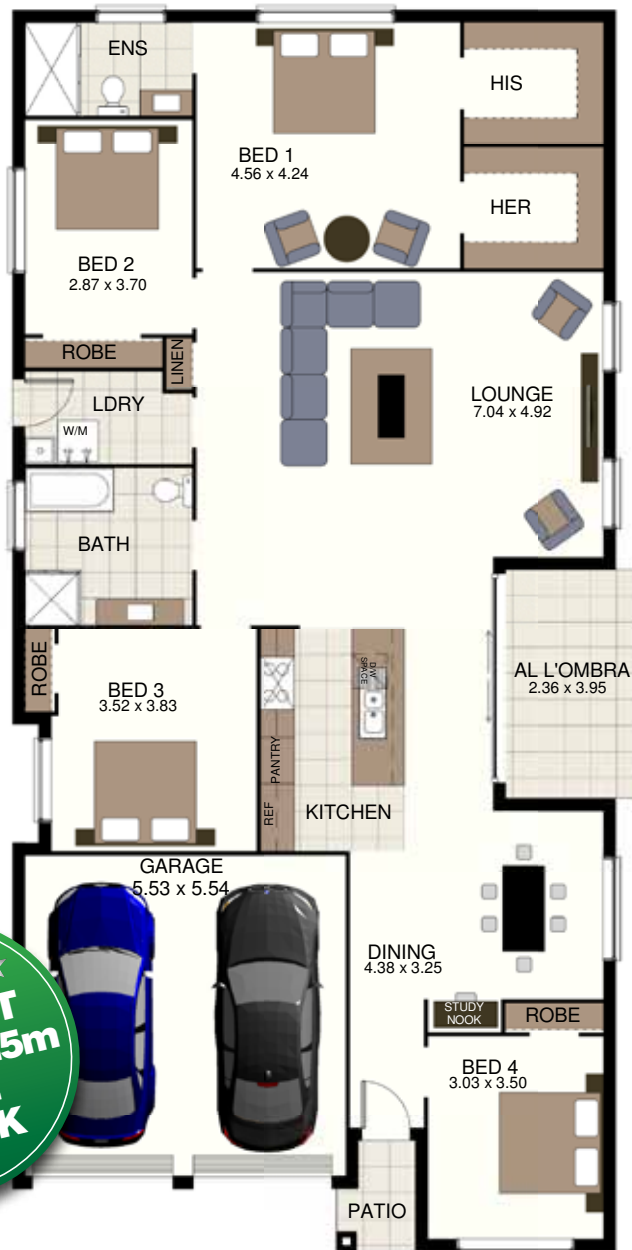 ENS
HIS
BED 1
4.56 x 4.24
HER
BED 2
2.87 x 3.70
ROBE
LINEN
LDRY
W/M
LOUNGE
7.04 x 4.92
BATH
ROBE
BED 3
3.52 x 3.83
D/W
SPACE
AL L'OMBRA
2.36 x 3.95
PANTRY
REF
KITCHEN
GARAGE
5.53 x 5.54
DINING
4.38 x 3.25
STUDY
NOOK
ROBE
BED 4
3.03 x 3.50
PATIO